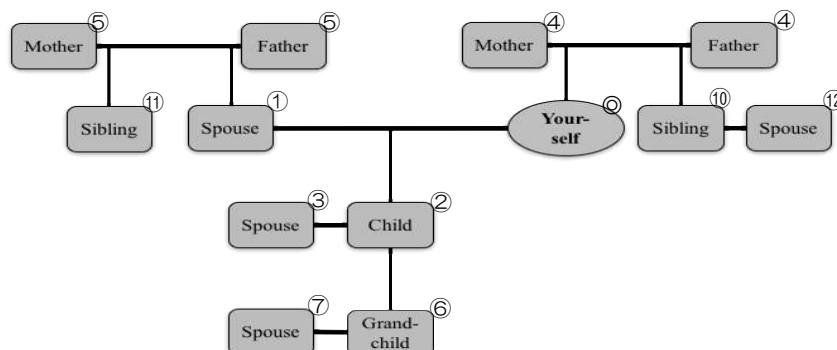 ⑤ ⑤ ④ ④
Mother Father Mother Father
⑪ ① ◎ ⑩ ⑫
Sibling Spouse Your-
self Sibling Spouse
③ ②
Spouse Child
⑦ ⑥
Spouse Grand-
child